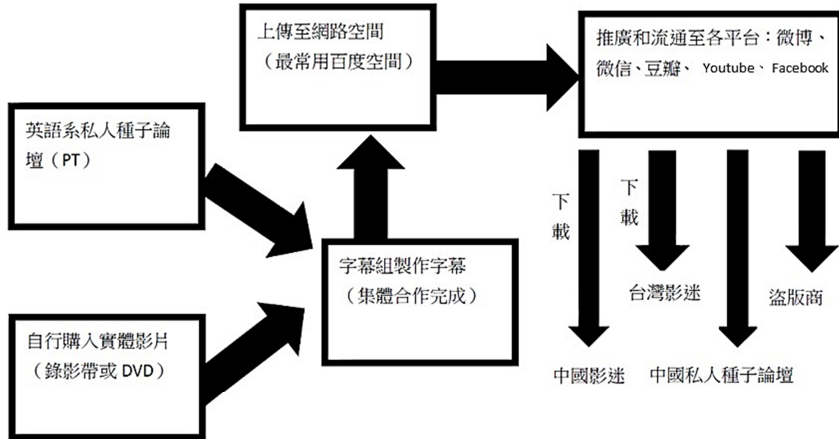 上傳至網路空間
（最常用百度空間）
推廣和流通至各平台：微博、
微信、豆瓣、 Youtube、Facebook
英語系私人種子論
壇（PT）
字幕組製作字幕
（集體合作完成）
自行購入實體影片
（錄影帶或 DVD）
下載
下載
台灣影迷
盜版商
中國影迷
中國私人種子論壇